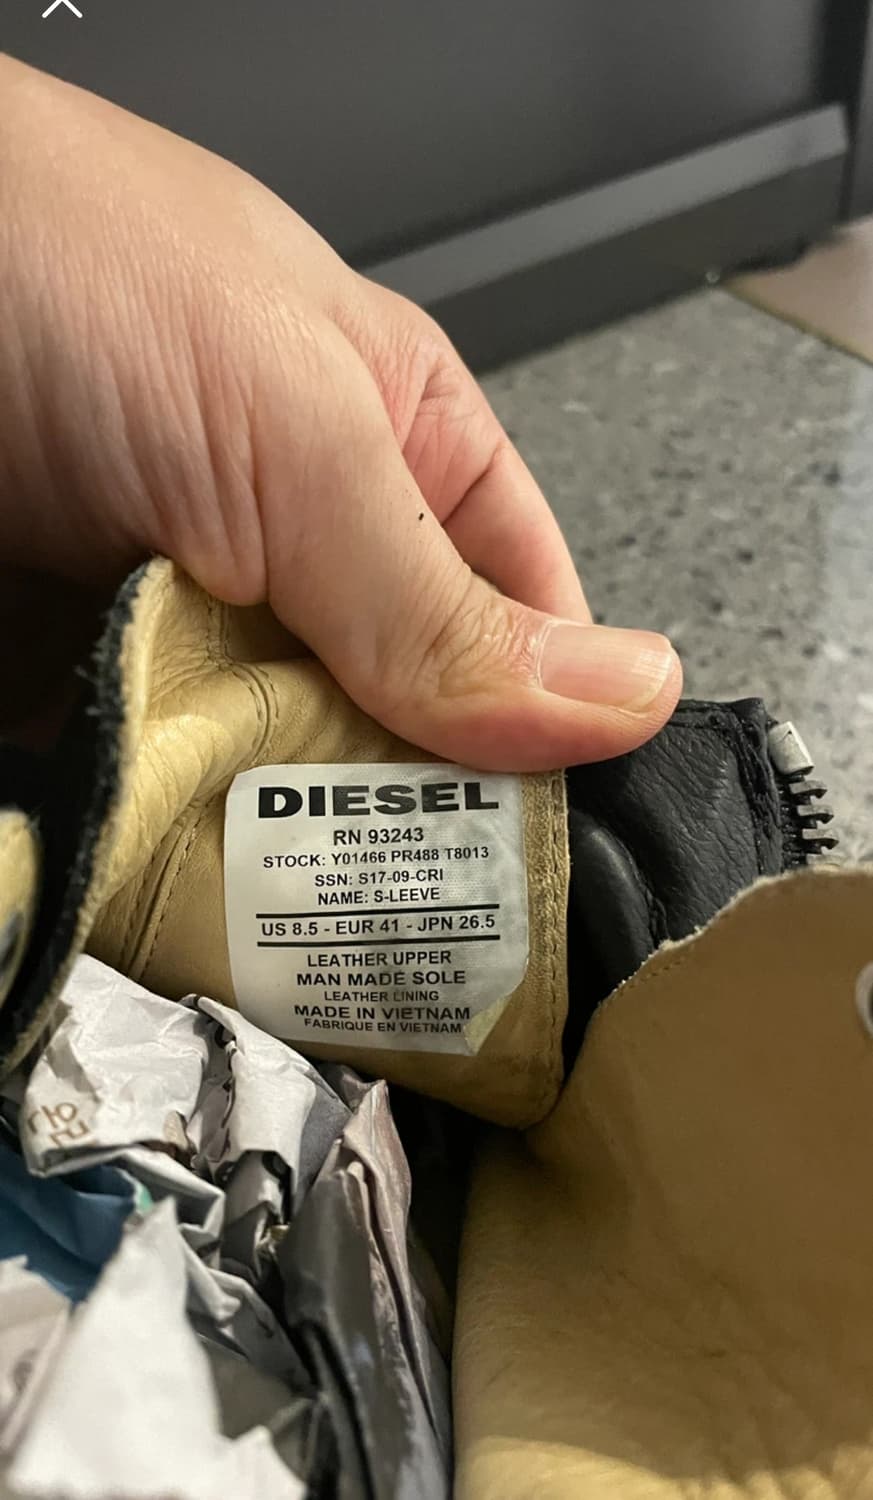 DIESEL
RN 93243
STOCK: Y01466 PR488 T8013
SSN: S17-09-CRI
NAME: S-LEEVE
US 8.5 - EUR 41 - JPN 26.5
LEATHER UPPER
MAN MADE SOLE
LEATHER LINING
MADE IN VIETNAM
FABRIQUE EN VIETNAM